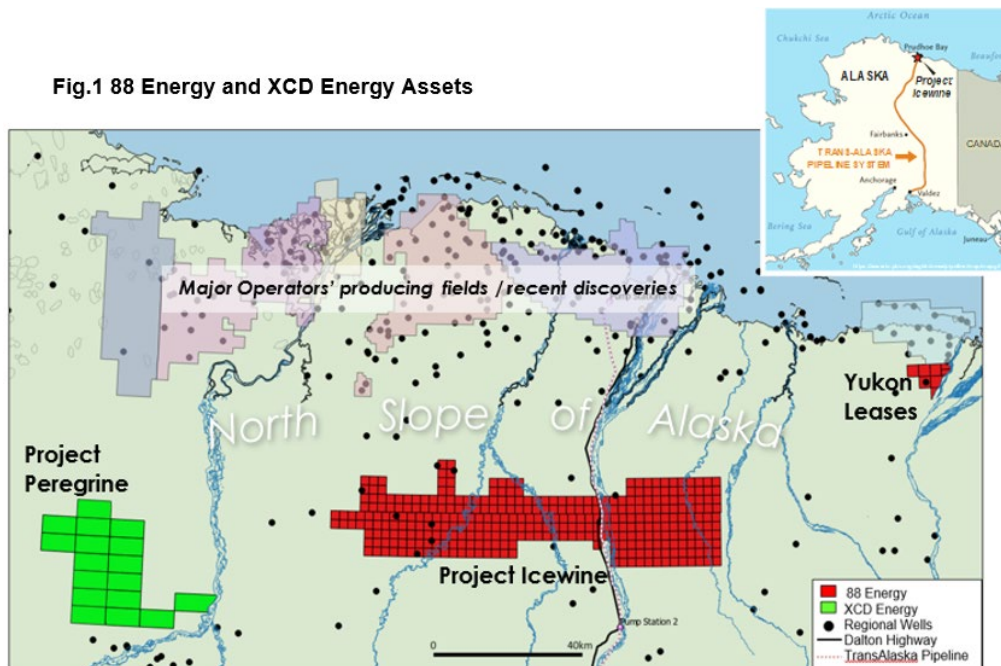 Fig.1 88 Energy and XCD Energy Assets
Arctic Ocean
Chukchi Sea
Prudhoe Bay
ALASKA
Project
Icewine
Fairbanks
CANADA
TRANS-ALASKA
PIPELINE SYSTEM
Anchorage
Valdez
Bering Sea
Gulf of Alaska
Juneau
Major Operators' producing fields / recent discoveries
Yukon
Leases
North Slope of Alaska
Project
Peregrine
Project Icewine
88 Energy
XCD Energy
Regional Wells
Dalton Highway
TransAlaska Pipeline
Pump Station 2
0 40km